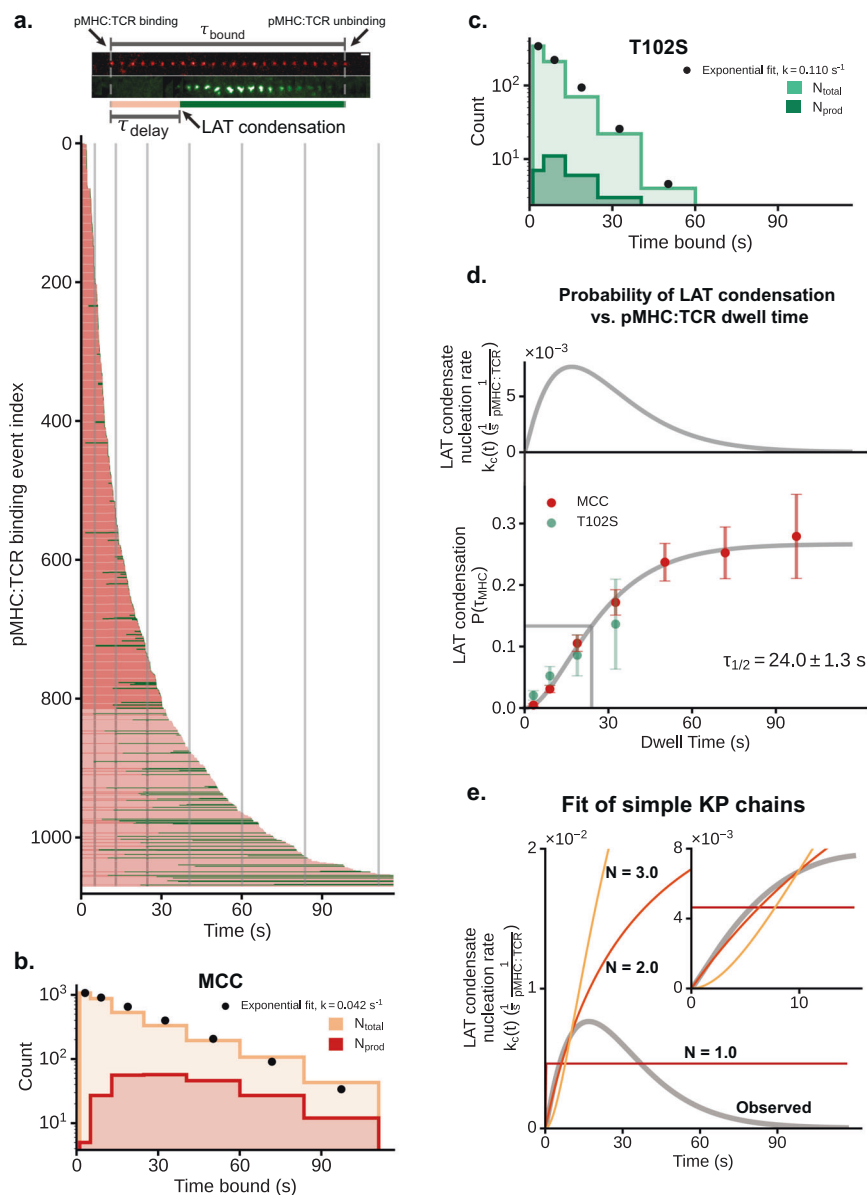 a.
pMHC:TCR binding
pMHC:TCR unbinding
τbound
τdelay
LAT condensation
0
200
400
600
800
1000
pMHC:TCR binding event index
0 30 60 90
Time (s)
b.
MCC
Exponential fit, k = 0.042 s⁻¹
Ntotal
Nprod
10³
10²
10¹
Count
0 30 60 90
Time bound (s)
c.
T102S
Exponential fit, k = 0.110 s⁻¹
Ntotal
Nprod
10²
10¹
Count
0 30 60 90
Time bound (s)
d.
Probability of LAT condensation
vs. pMHC:TCR dwell time
×10⁻³
5
0
LAT condensate
nucleation rate
kc(t) (1/s 1/pMHC:TCR)
MCC
T102S
0.3
0.2
0.1
0.0
LAT condensation
P(τMHC)
τ1/2 = 24.0 ± 1.3 s
0 30 60 90
Dwell Time (s)
e.
Fit of simple KP chains
×10⁻²
2
1
0
LAT condensate
nucleation rate
kc(t) (1/s 1/pMHC:TCR)
N = 3.0
N = 2.0
N = 1.0
Observed
0 30 60 90
Time (s)
×10⁻³
8
4
0
0 10